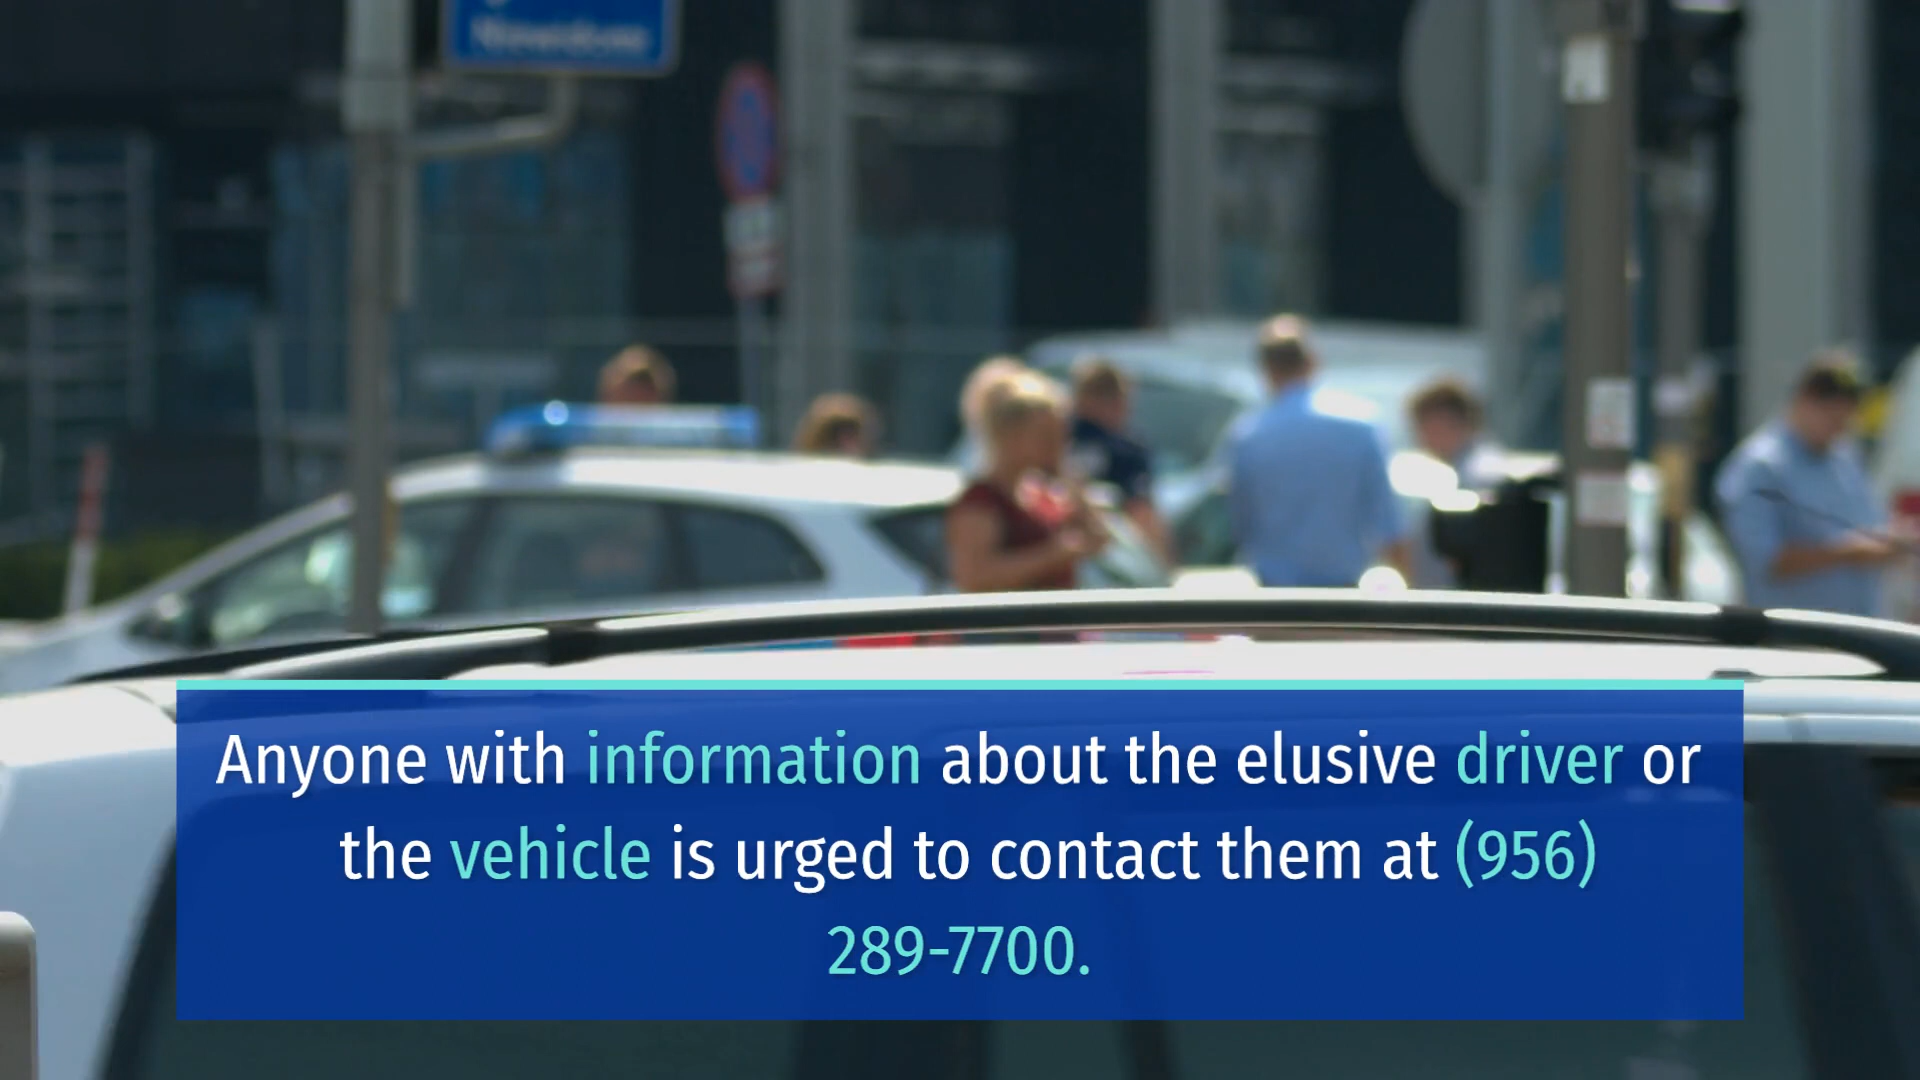 Anyone with information about the elusive driver or
the vehicle is urged to contact them at (956)
289-7700.